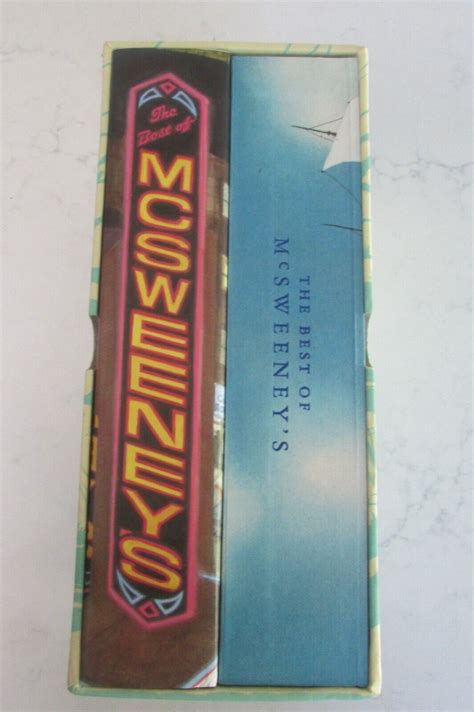 The
Best of
MCSWEENEY'S
THE BEST OF
McSWEENEY'S